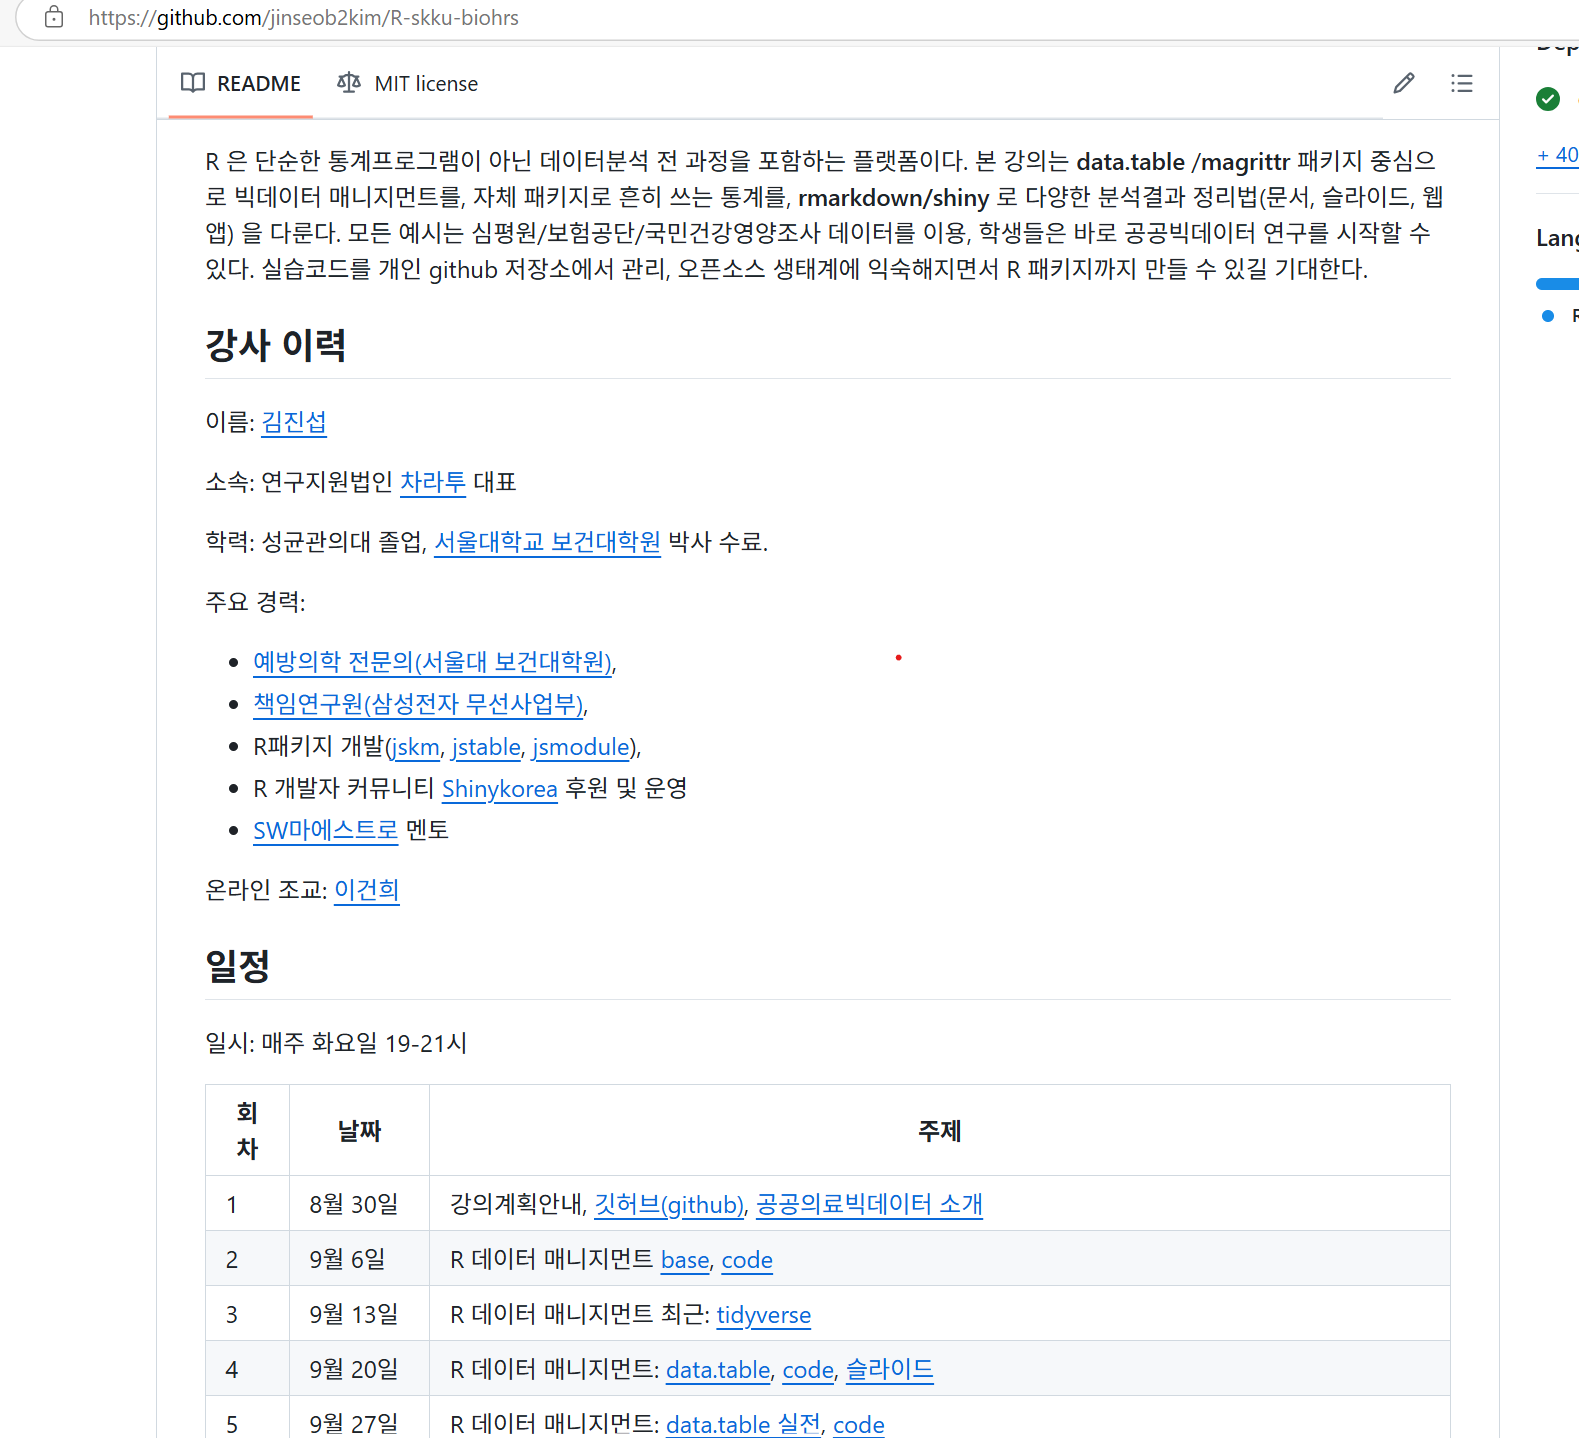 https://github.com/jinseob2kim/R-skku-biohrs
README
MIT license
R 은 단순한 통계프로그램이 아닌 데이터분석 전 과정을 포함하는 플랫폼이다. 본 강의는 data.table /magrittr 패키지 중심으
로 빅데이터 매니지먼트를, 자체 패키지로 흔히 쓰는 통계를, rmarkdown/shiny 로 다양한 분석결과 정리법(문서, 슬라이드, 웹
앱) 을 다룬다. 모든 예시는 심평원/보험공단/국민건강영양조사 데이터를 이용, 학생들은 바로 공공빅데이터 연구를 시작할 수
있다. 실습코드를 개인 github 저장소에서 관리, 오픈소스 생태계에 익숙해지면서 R 패키지까지 만들 수 있길 기대한다.
강사 이력
이름: 김진섭
소속: 연구지원법인 차라투 대표
학력: 성균관의대 졸업, 서울대학교 보건대학원 박사 수료.
주요 경력:
예방의학 전문의(서울대 보건대학원),
책임연구원(삼성전자 무선사업부),
R패키지 개발(jskm, jstable, jsmodule),
R 개발자 커뮤니티 Shinykorea 후원 및 운영
SW마에스트로 멘토
온라인 조교: 이건희
일정
일시: 매주 화요일 19-21시
회차 날짜 주제
1 8월 30일 강의계획안내, 깃허브(github), 공공의료빅데이터 소개
2 9월 6일 R 데이터 매니지먼트 base, code
3 9월 13일 R 데이터 매니지먼트 최근: tidyverse
4 9월 20일 R 데이터 매니지먼트: data.table, code, 슬라이드
5 9월 27일 R 데이터 매니지먼트: data.table 실전, code
+ 40